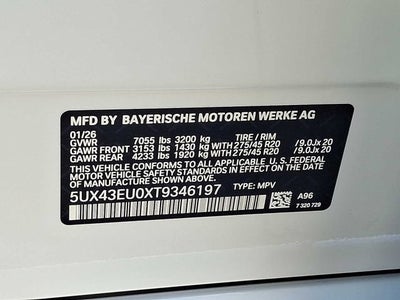 MFD BY BAYERISCHE MOTOREN WERKE AG
01/26
GVWR 7055 lbs 3200 kg TIRE / RIM
GAWR FRONT 3153 lbs 1430 kg WITH 275/45 R20 /9.0Jx 20
GAWR REAR 4233 lbs 1920 kg WITH 275/45 R20 /9.0Jx 20
THIS VEHICLE CONFORMS TO ALL APPLICABLE U. S. FEDERAL
MOTOR VEHICLE SAFETY STANDARDS IN EFFECT ON THE DATE
OF MANUFACTURE SHOWN ABOVE.
5UX43EU0XT9346197 TYPE: MPV
A96
7 320 729